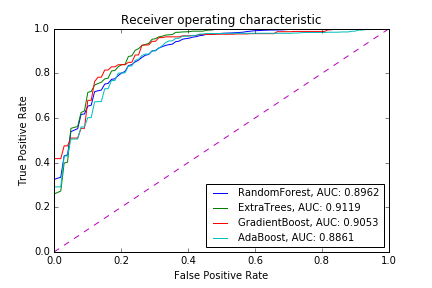 Receiver operating characteristic
1.0
0.8
0.6
0.4
0.2
0.0
True Positive Rate
RandomForest, AUC: 0.8962
ExtraTrees, AUC: 0.9119
GradientBoost, AUC: 0.9053
AdaBoost, AUC: 0.8861
0.0 0.2 0.4 0.6 0.8 1.0
False Positive Rate